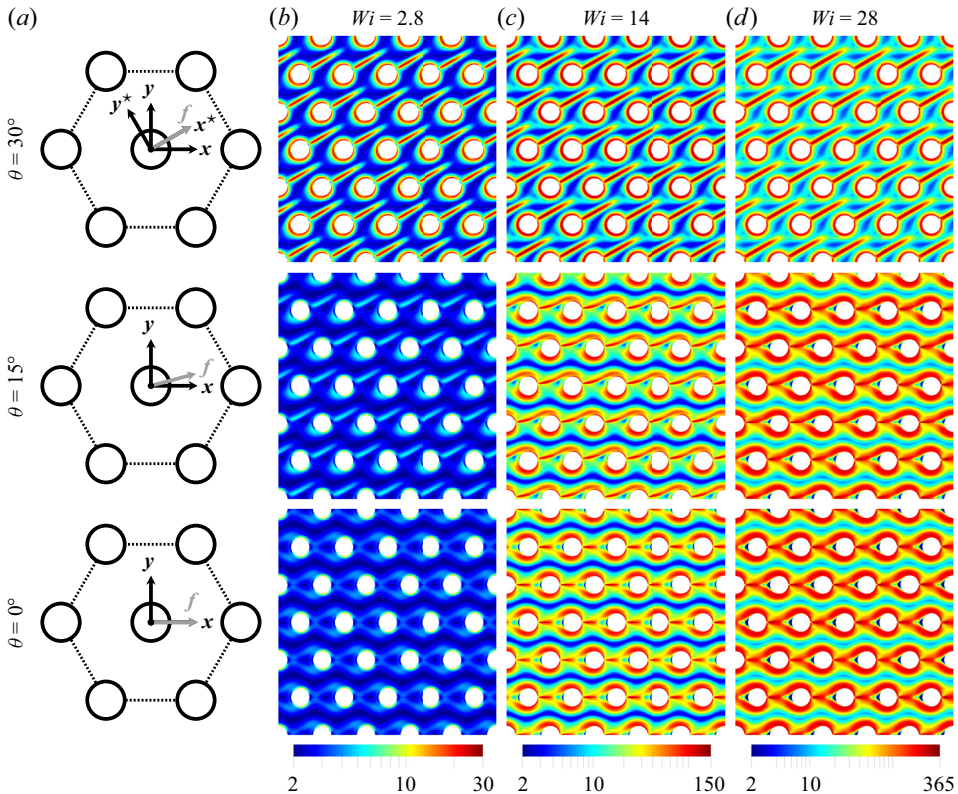 (a) (b) Wi = 2.8 (c) Wi = 14 (d) Wi = 28
θ = 30°
y
y* f
x*
x
θ = 15°
y
f
x
θ = 0°
y
f
x
2 10 30 2 10 150 2 10 365